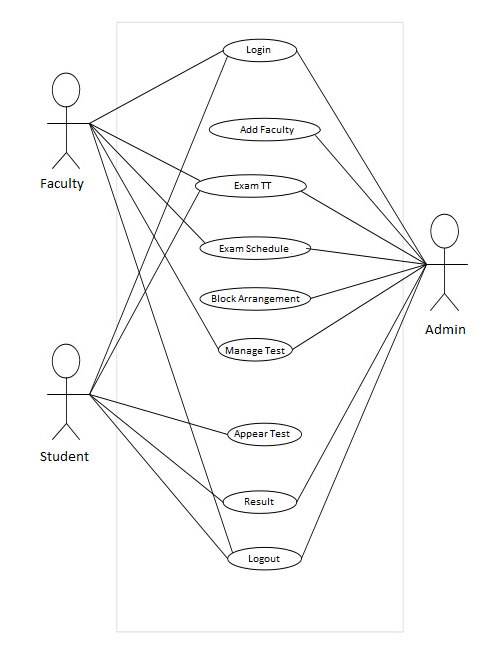 Login
Add Faculty
Faculty
Exam TT
Exam Schedule
Block Arrangement
Admin
Manage Test
Appear Test
Student
Result
Logout